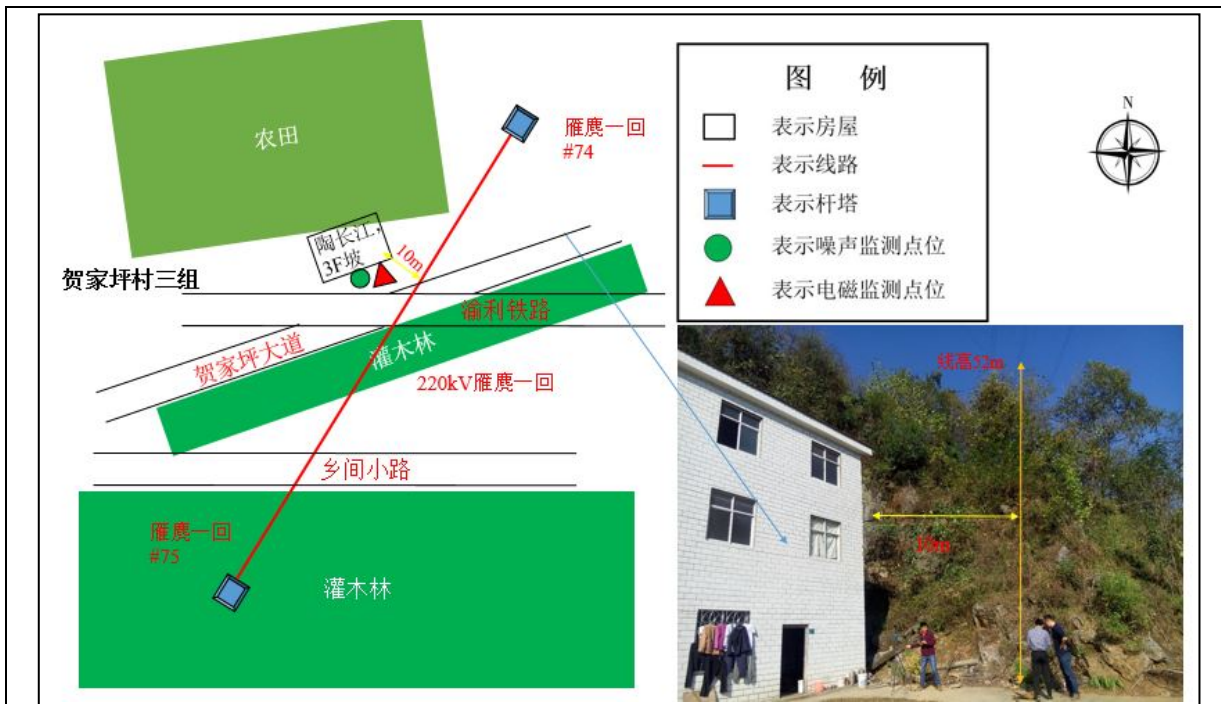 农田
雁麂一回
#74
陶长江，
3F坡
10m
贺家坪村三组
渝利铁路
贺家坪大道
灌木林
220kV雁麂一回
乡间小路
雁麂一回
#75
灌木林
图 例
表示房屋
表示线路
表示杆塔
表示噪声监测点位
表示电磁监测点位
N
线高52m
10m